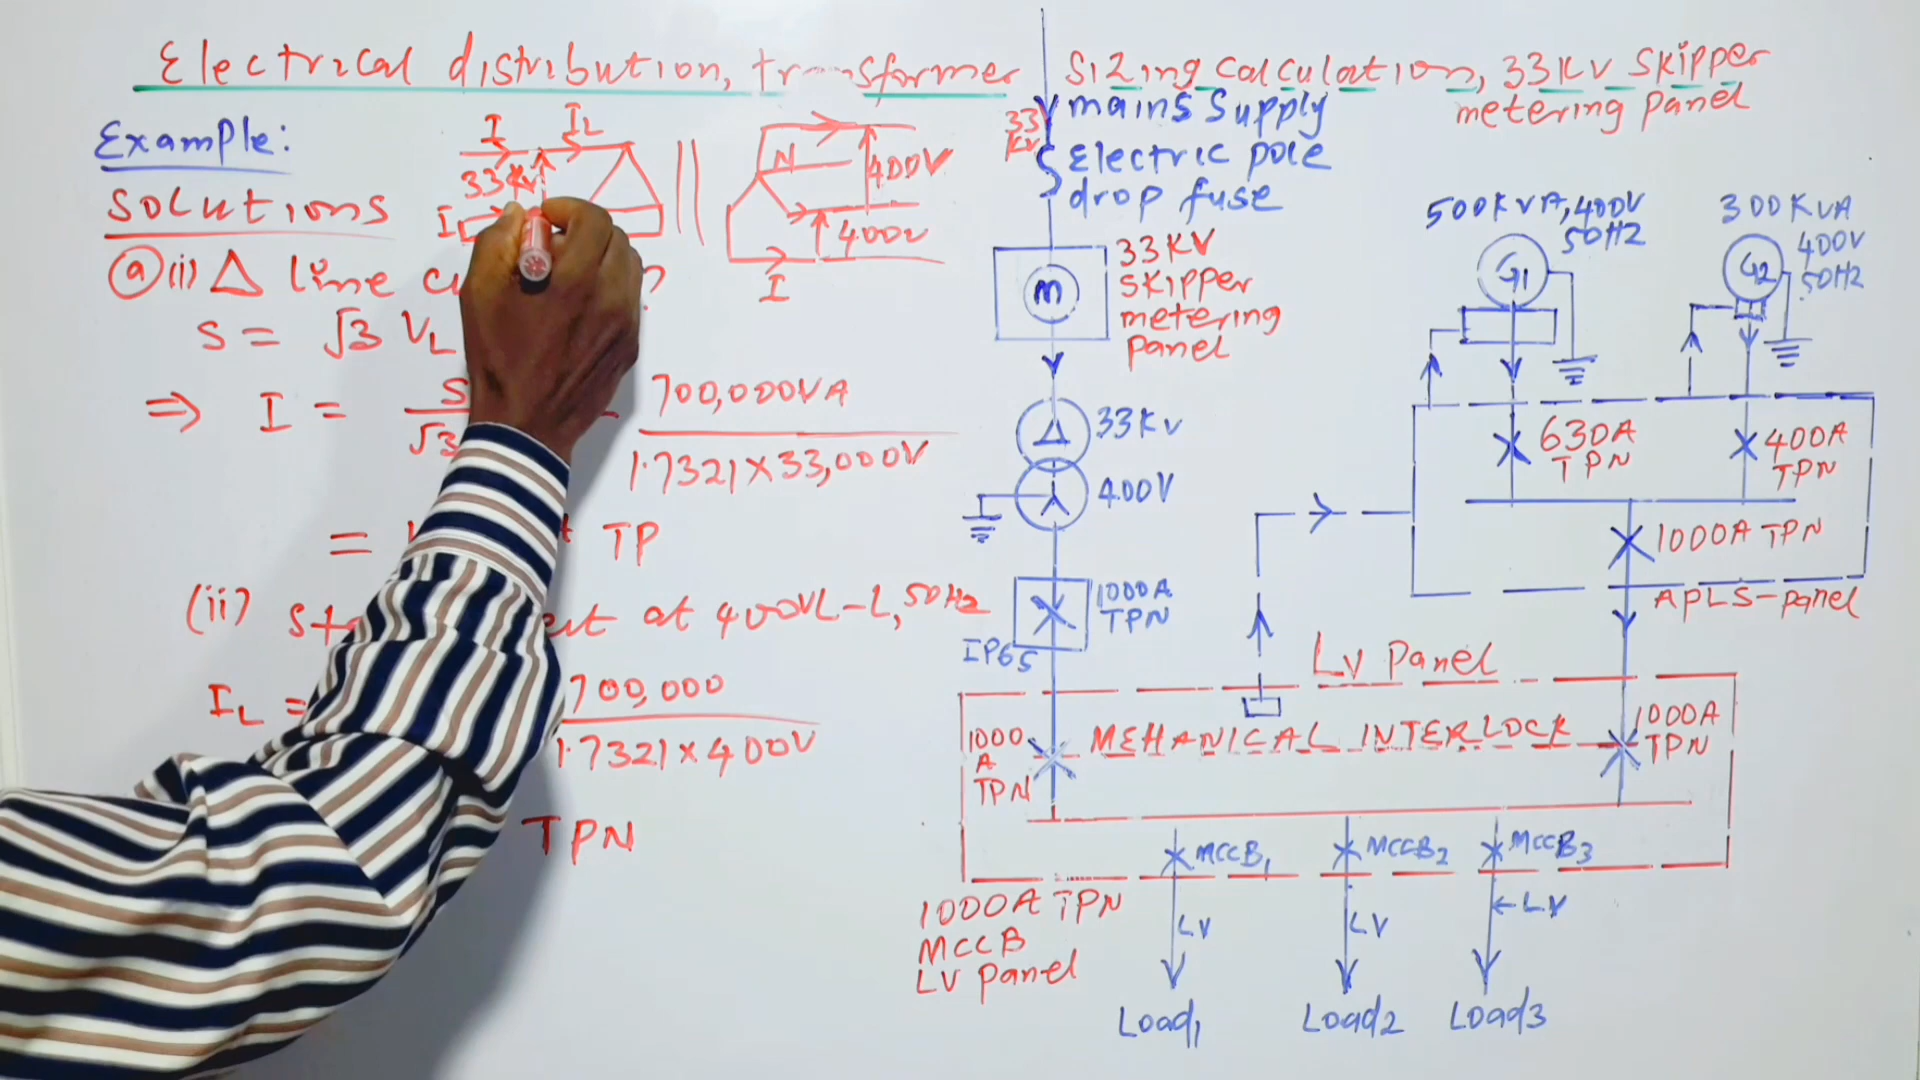 Electrical distribution, transformer Sizing calculation, 33KV Skipper
metering panel
Example:
Solutions
I
IL
33KV
I
N
400V
400V
I
a (ii) Δ line
?
S = √3 VL
⇒ I = S
√3
700,000VA
1.7321×33,000V
=
TP
(ii)
at 400VL-L, 50Hz
IL =
700,000
1.7321×400V
TPN
33
KV
mains Supply
Electric pole
drop fuse
M
33KV
Skipper
metering
panel
Δ
33KV
400V
1000A
TPN
IP65
500KVA, 400V
50HZ
300KVA
400V
50HZ
G1
G2
630A
TPN
400A
TPN
1000A TPN
APLS-panel
LV Panel
1000
A
TPN
MEHANICAL INTERLOCK
1000A
TPN
MCCB1
MCCB2
MCCB3
1000A TPN
MCCB
LV panel
LV
LV
←LV
Load1
Load2
Load3